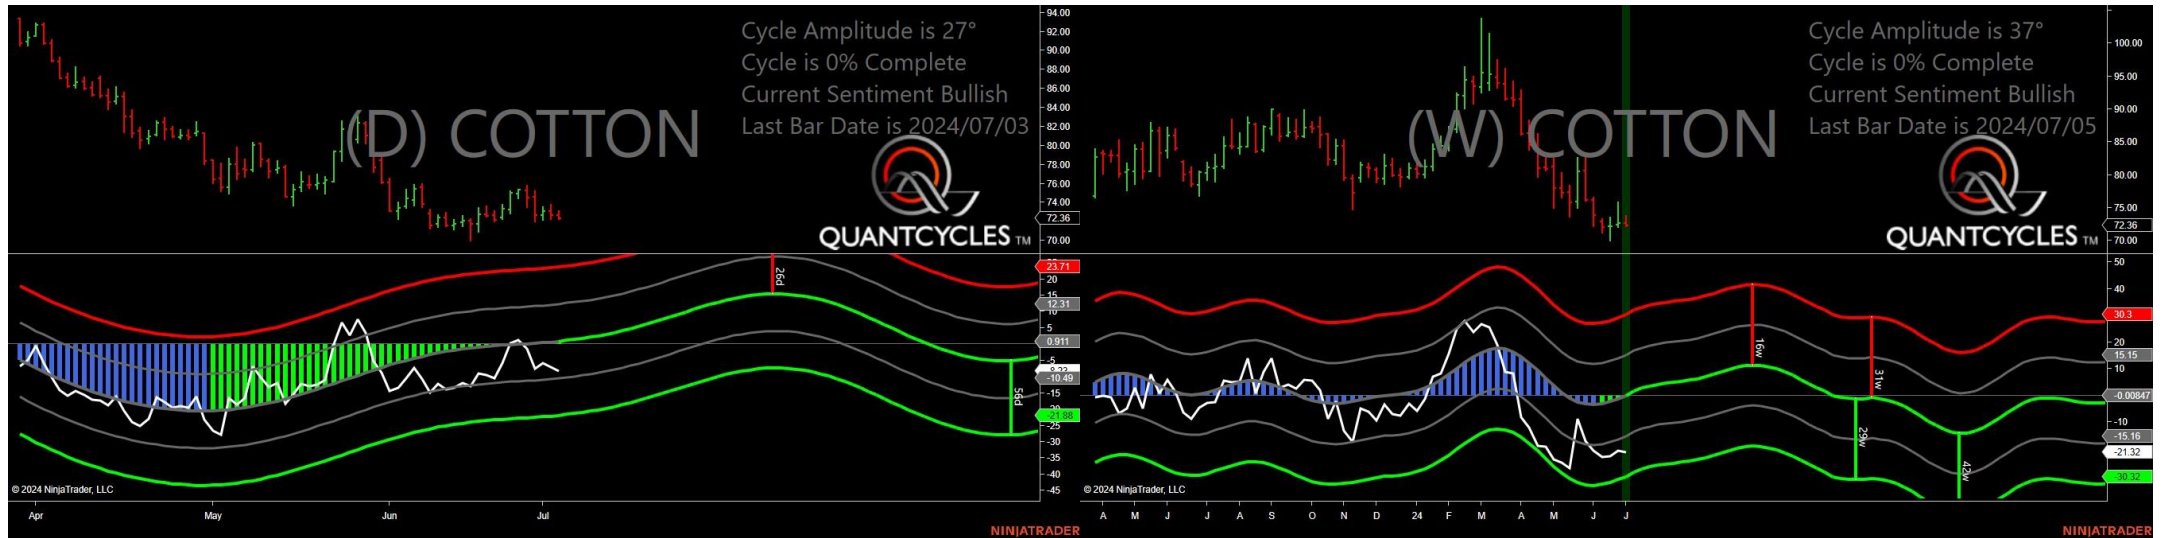 Cycle Amplitude is 27°
Cycle is 0% Complete
Current Sentiment Bullish
Last Bar Date is 2024/07/03
(D) COTTON
QUANTCYCLES TM
94.00
92.00
90.00
88.00
86.00
84.00
82.00
80.00
78.00
76.00
74.00
72.36
70.00
26d
56d
23.71
20
15
12.31
10
5
0.911
-5
-10.49
-15
-20
-21.88
-25
-30
-35
-40
-45
© 2024 NinjaTrader, LLC
Apr May Jun Jul
NINJATRADER
Cycle Amplitude is 37°
Cycle is 0% Complete
Current Sentiment Bullish
Last Bar Date is 2024/07/05
(W) COTTON
QUANTCYCLES TM
100.00
95.00
90.00
85.00
80.00
75.00
72.36
70.00
16w
31w
29w
42w
50
40
30.3
20
15.15
10
-0.00847
-10
-15.16
-21.32
-30.32
© 2024 NinjaTrader, LLC
A M J J A S O N D 24 F M A M J J
NINJATRADER